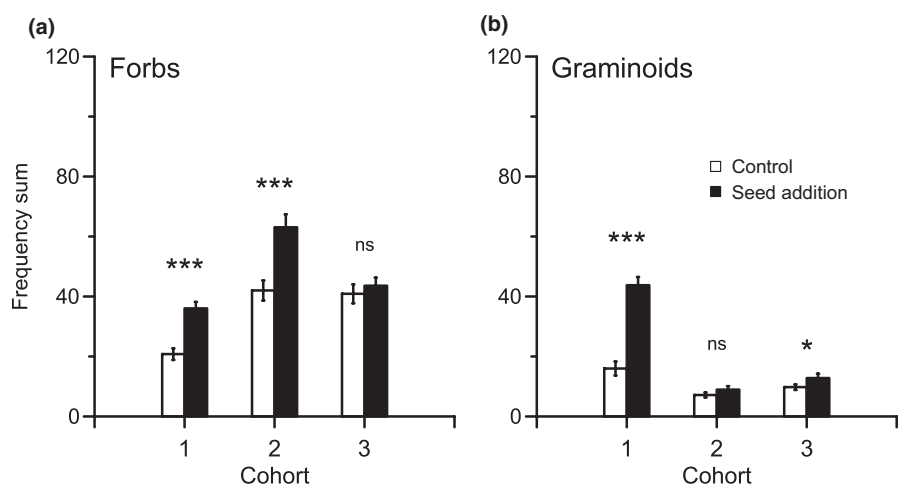 (a)
Forbs
120
80
40
0
Frequency sum
***
***
ns
1 2 3
Cohort
(b)
Graminoids
120
80
40
0
Control
Seed addition
***
ns
*
1 2 3
Cohort